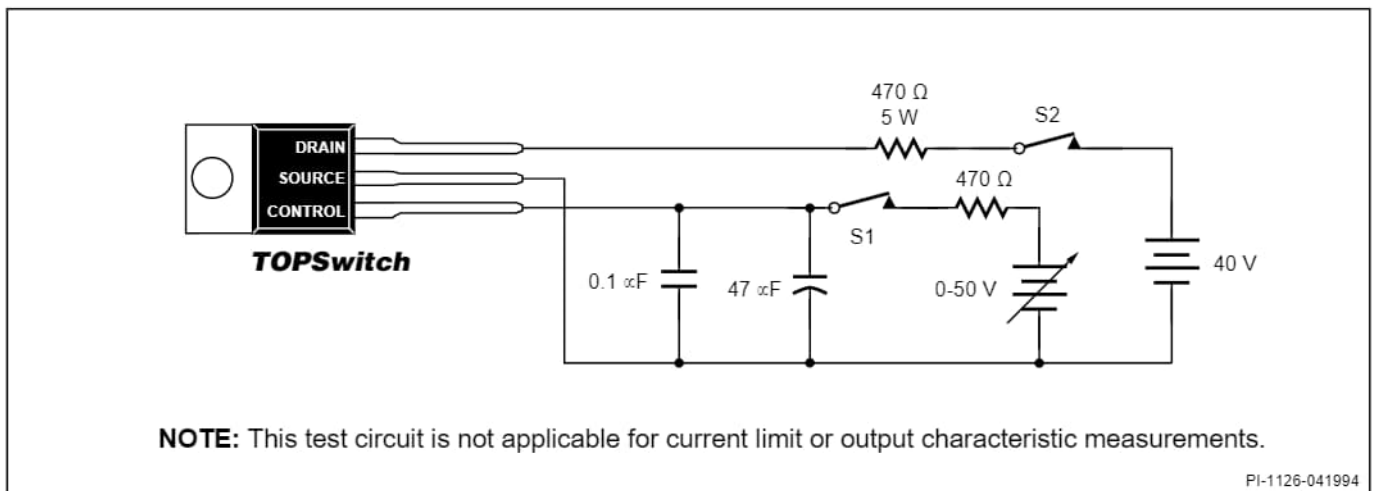 470 Ω
5 W
S2
DRAIN
SOURCE
470 Ω
CONTROL
S1
TOPSwitch
0.1 ∝F
47 ∝F
0-50 V
40 V
NOTE: This test circuit is not applicable for current limit or output characteristic measurements.
PI-1126-041994